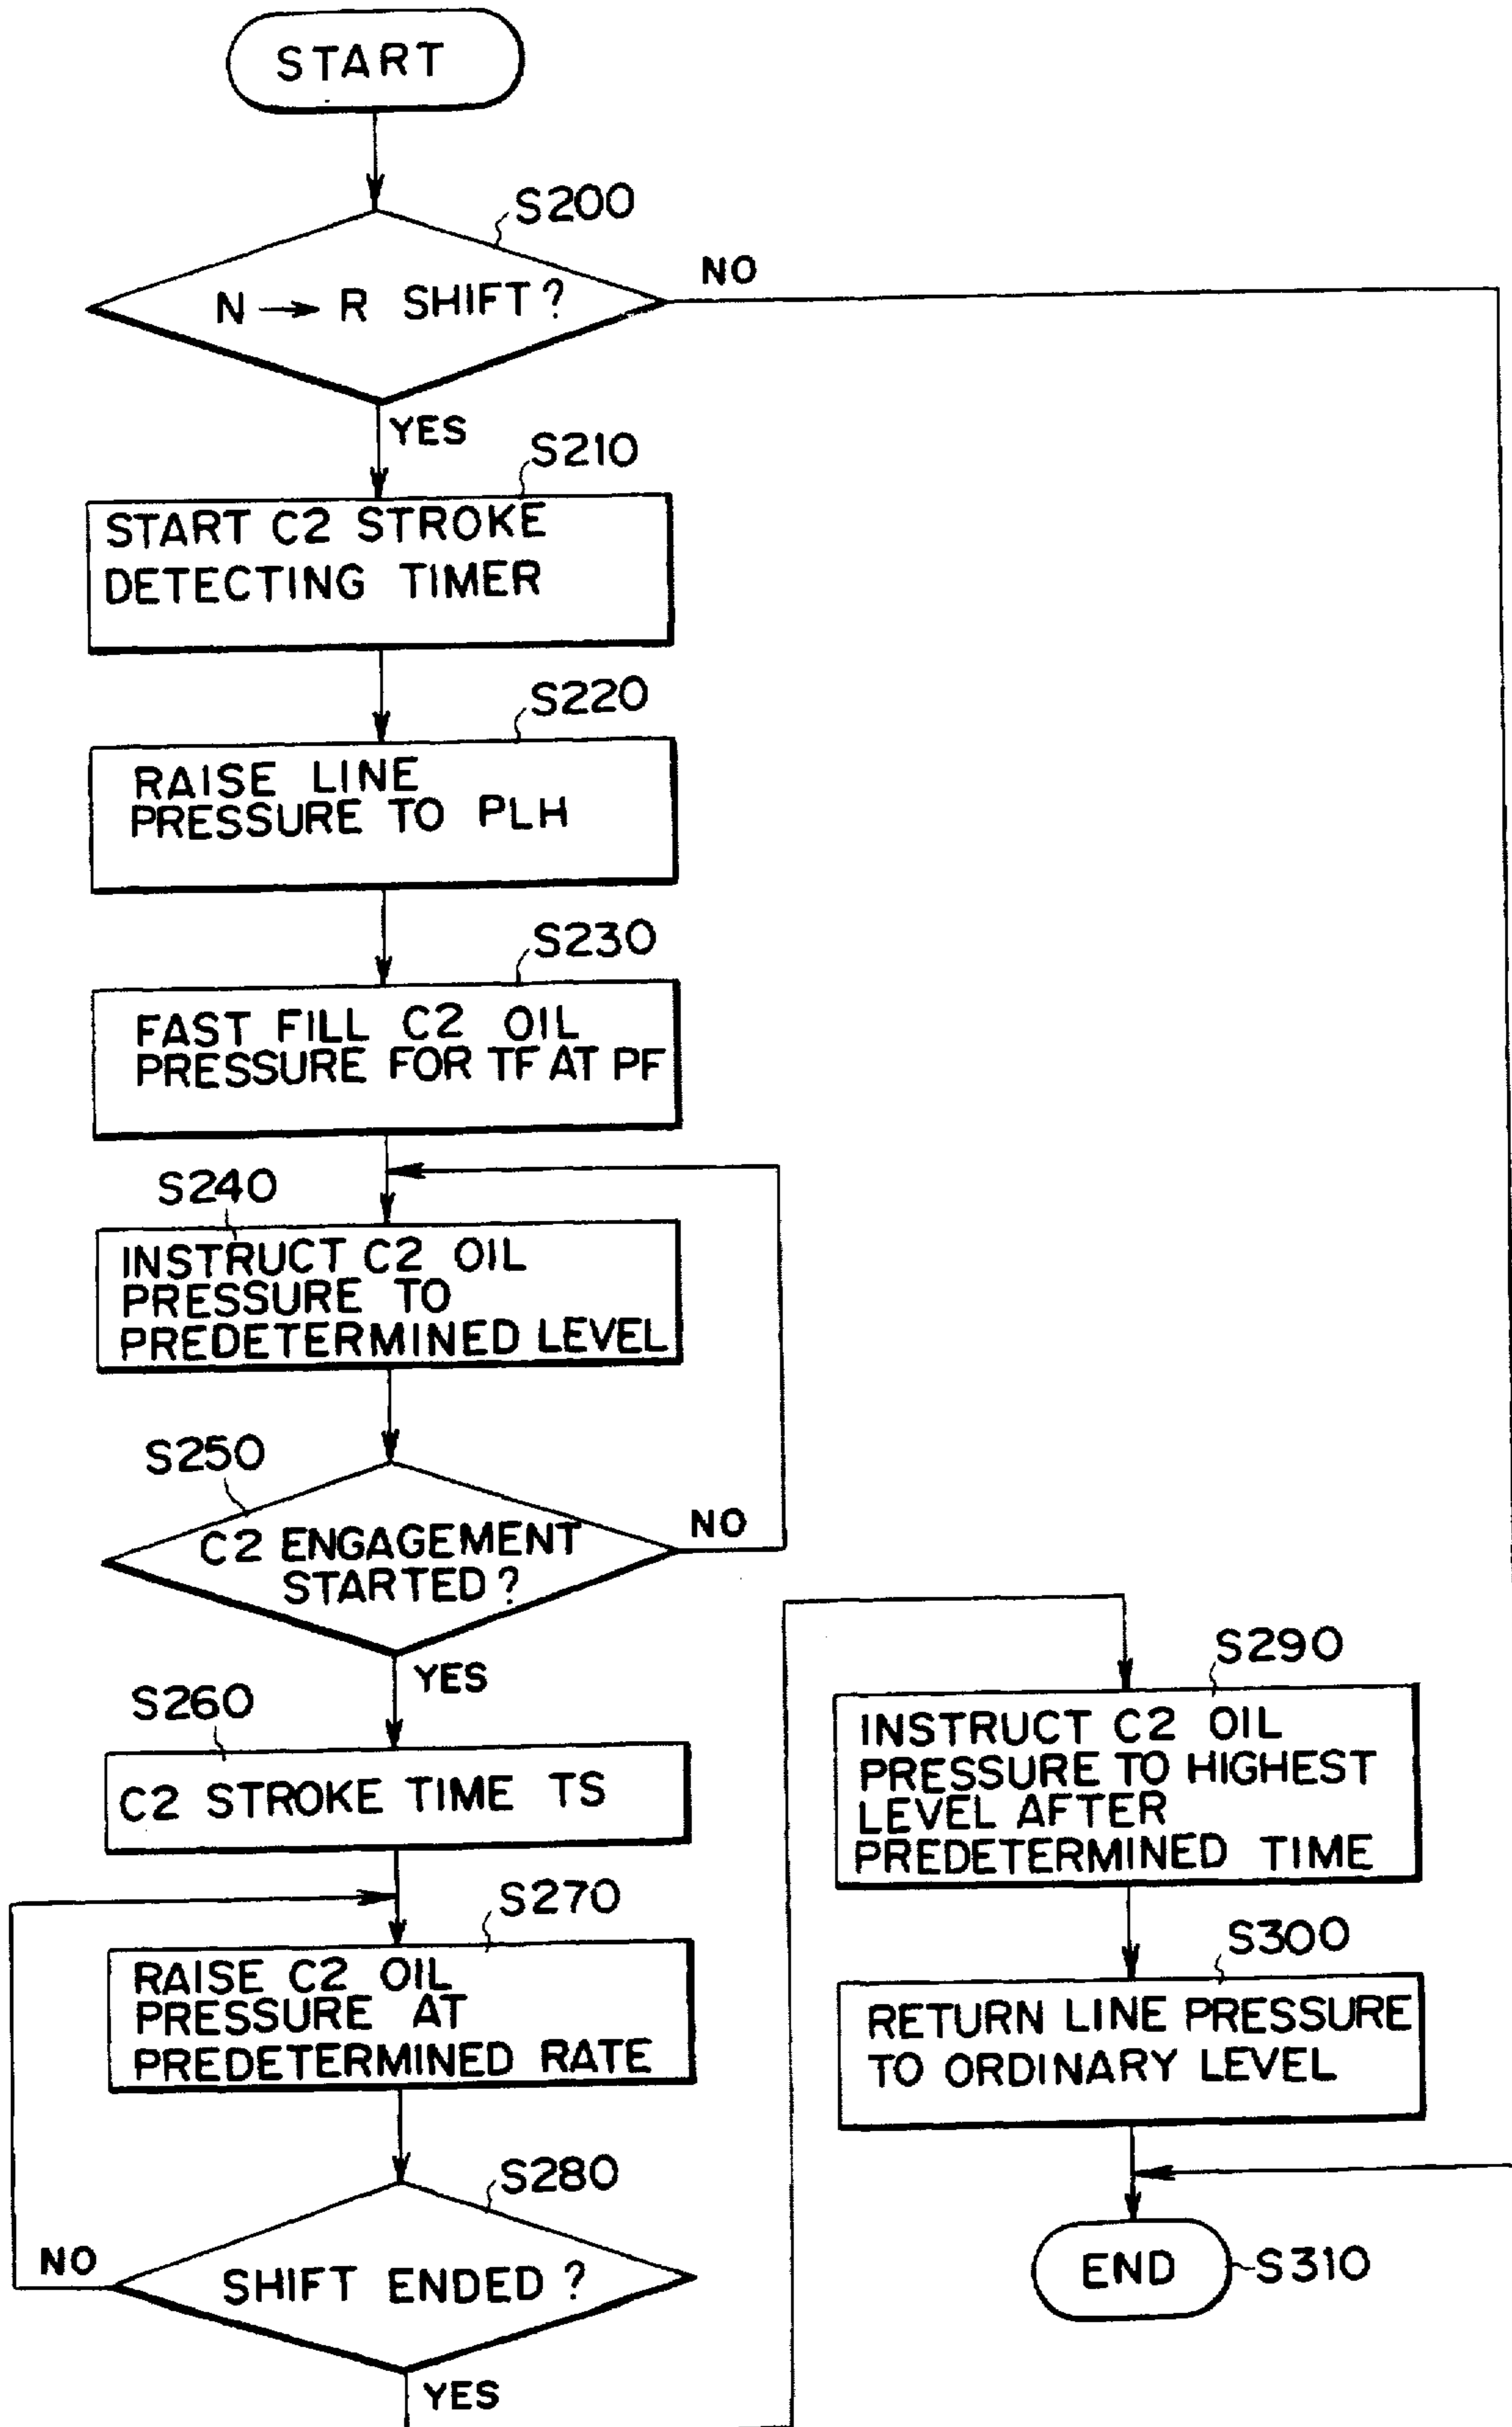 START
S200
N → R SHIFT?
NO
YES
S210
START C2 STROKE
DETECTING TIMER
S220
RAISE LINE
PRESSURE TO PLH
S230
FAST FILL C2 OIL
PRESSURE FOR TF AT PF
S240
INSTRUCT C2 OIL
PRESSURE TO
PREDETERMINED LEVEL
S250
C2 ENGAGEMENT
STARTED?
NO
YES
S260
C2 STROKE TIME TS
S270
RAISE C2 OIL
PRESSURE AT
PREDETERMINED RATE
S280
SHIFT ENDED?
NO
YES
S290
INSTRUCT C2 OIL
PRESSURE TO HIGHEST
LEVEL AFTER
PREDETERMINED TIME
S300
RETURN LINE PRESSURE
TO ORDINARY LEVEL
END
S310